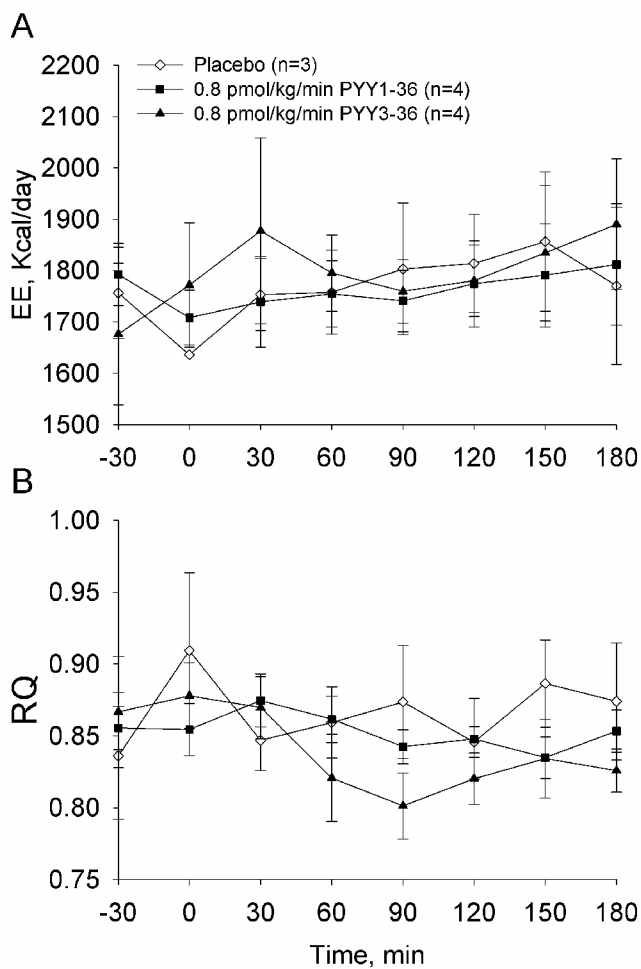 A
2200
2100
2000
1900
1800
1700
1600
1500
EE, Kcal/day
Placebo (n=3)
0.8 pmol/kg/min PYY1-36 (n=4)
0.8 pmol/kg/min PYY3-36 (n=4)
-30 0 30 60 90 120 150 180
B
1.00
0.95
0.90
0.85
0.80
0.75
RQ
-30 0 30 60 90 120 150 180
Time, min